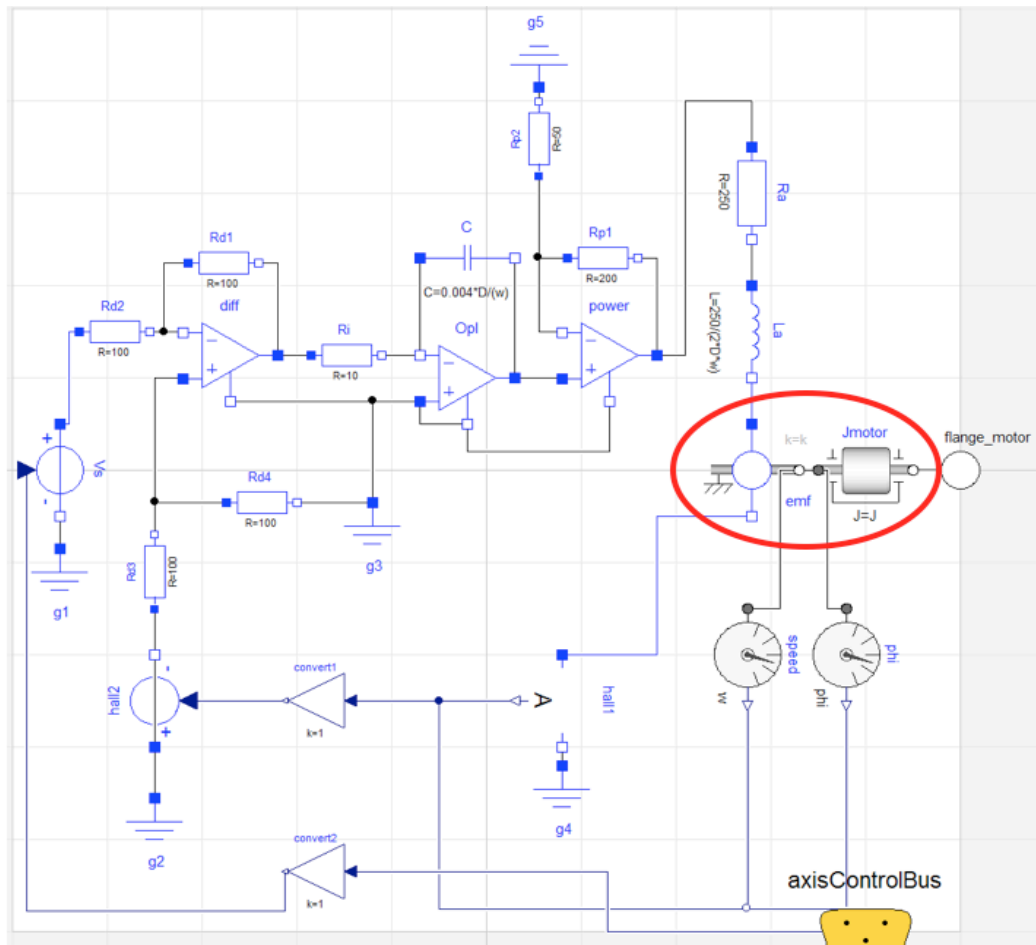 g5
Rp2
R=50
Ra
R=250
Rd1
R=100
C
C=0.004*D/(w)
Rp1
R=200
Rd2
R=100
diff
Ri
R=10
OpI
power
La
L=250/(2*D*w)
+
Vs
-
k=k
Jmotor
flange_motor
emf
J=J
Rd4
R=100
g3
Rd3
R=100
g1
speed
phi
w
phi
convert1
k=1
-
hall2
+
A
hall1
g2
g4
convert2
k=1
axisControlBus